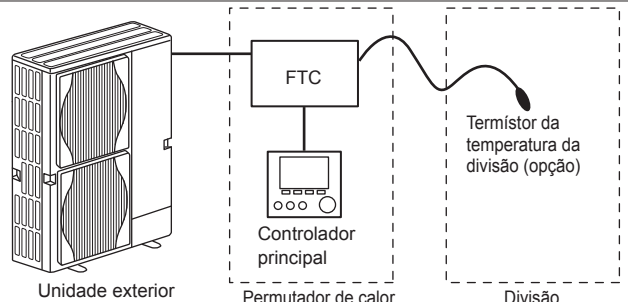 FTC
Termístor da
temperatura da
divisão (opção)
Controlador
principal
Unidade exterior
Permutador de calor
Divisão